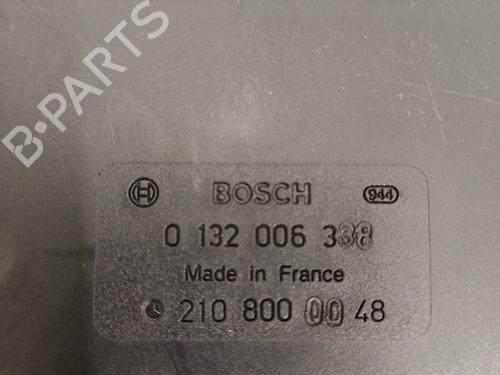 B-PARTS
BOSCH 944
0 132 006 338
Made in France
210 800 00 48